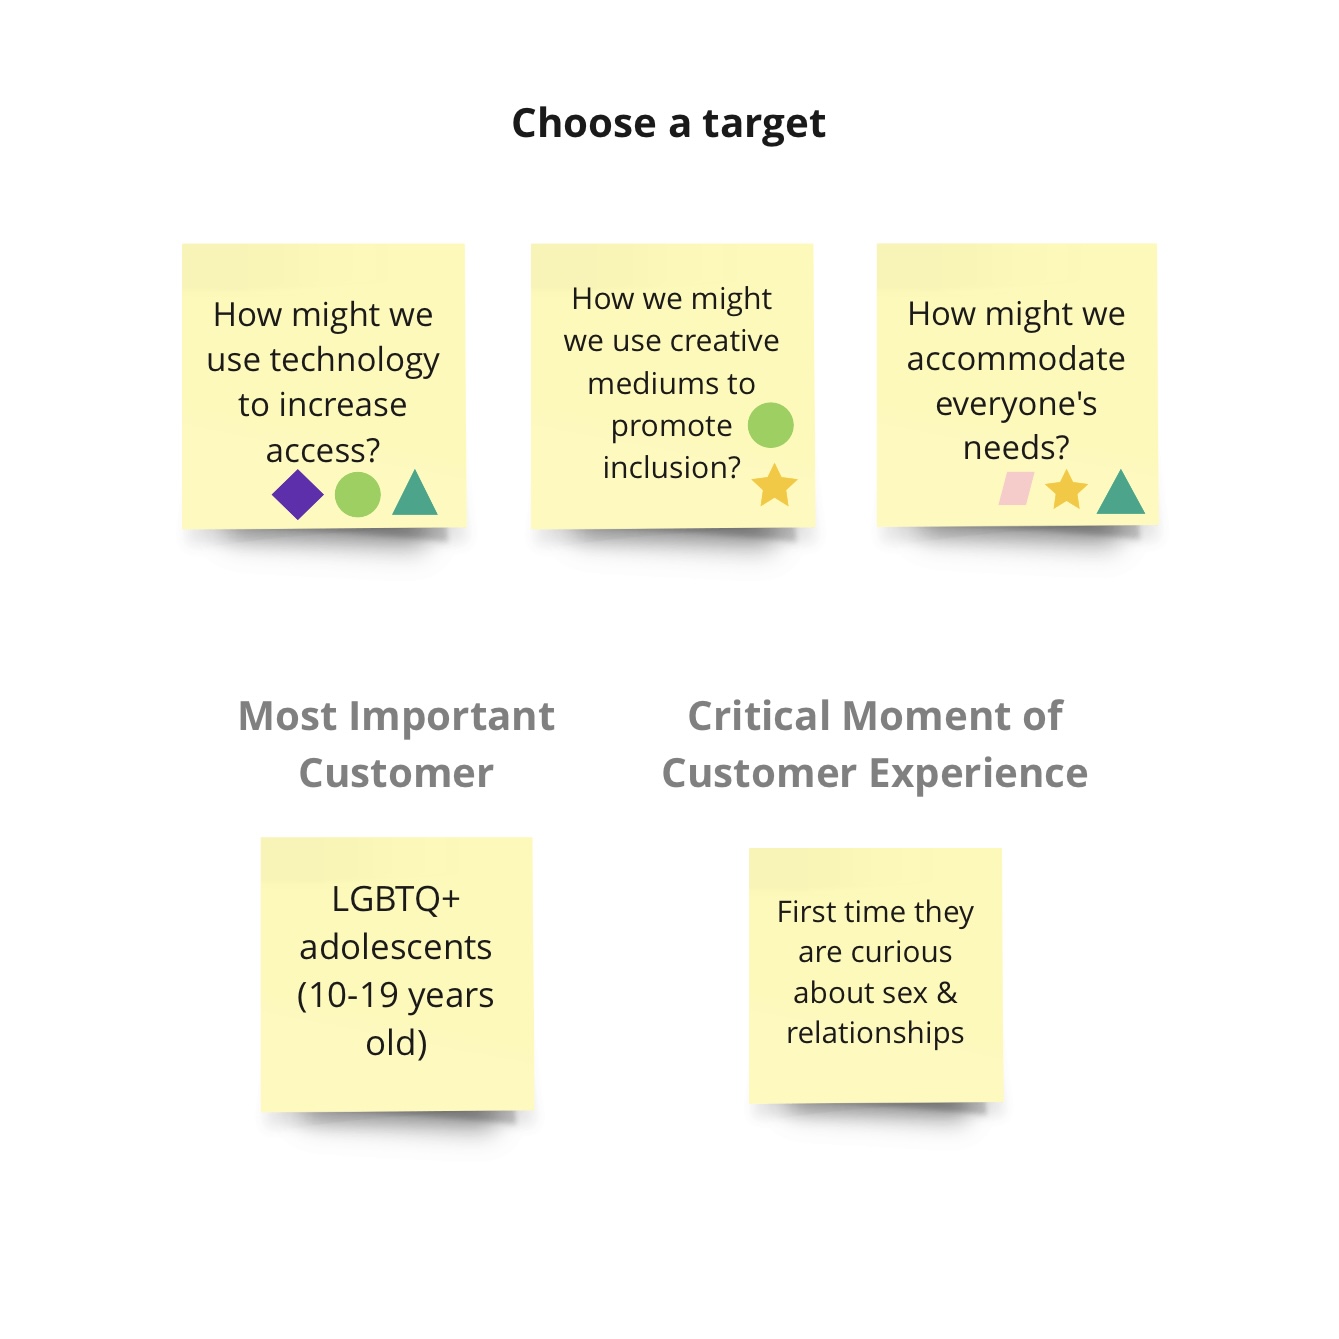 Choose a target
How might we
use technology
to increase
access?
How we might
we use creative
mediums to
promote
inclusion?
How might we
accommodate
everyone's
needs?
Most Important
Customer
Critical Moment of
Customer Experience
LGBTQ+
adolescents
(10-19 years
old)
First time they
are curious
about sex &
relationships